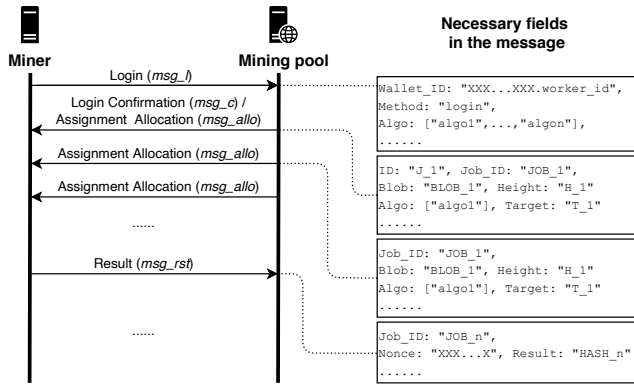 Miner
Mining pool
Necessary fields
in the message
Login (msg_l)
Login Confirmation (msg_c) /
Assignment Allocation (msg_allo)
Assignment Allocation (msg_allo)
Assignment Allocation (msg_allo)
......
Result (msg_rst)
......
Wallet_ID: "XXX...XXX.worker_id",
Method: "login",
Algo: ["algo1",...,"algon"],
......
ID: "J_1", Job_ID: "JOB_1",
Blob: "BLOB_1", Height: "H_1"
Algo: ["algo1"], Target: "T_1"
......
Job_ID: "JOB_1",
Blob: "BLOB_1", Height: "H_1"
Algo: ["algo1"], Target: "T_1"
......
Job_ID: "JOB_n",
Nonce: "XXX...X", Result: "HASH_n"
......